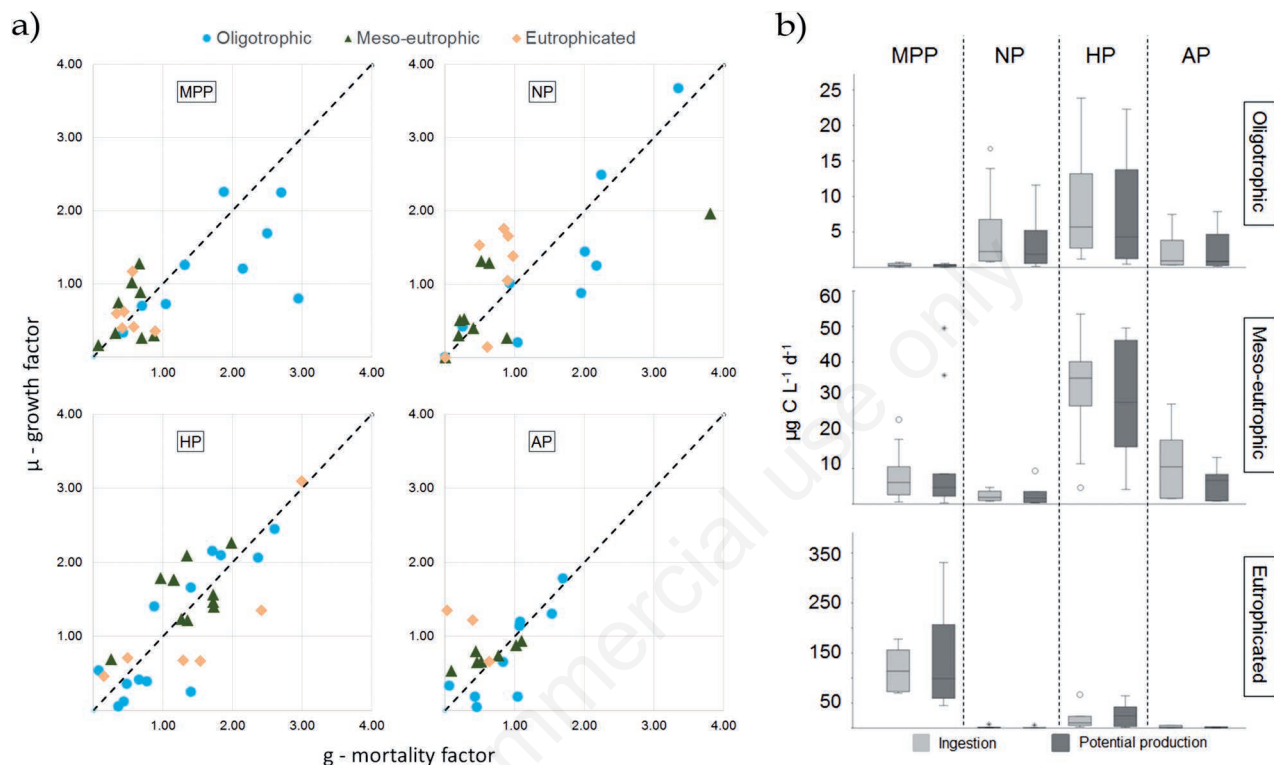 a)
Oligotrophic Meso-eutrophic Eutrophicated
4.00 4.00
MPP NP
3.00 3.00
2.00 2.00
1.00 1.00
1.00 2.00 3.00 4.00 1.00 2.00 3.00 4.00
4.00 4.00
HP AP
3.00 3.00
2.00 2.00
1.00 1.00
1.00 2.00 3.00 4.00 1.00 2.00 3.00 4.00
μ - growth factor
g - mortality factor
b)
MPP NP HP AP
25
20
15
10
5
Oligotrophic
60
50
40
30
20
10
Meso-eutrophic
350
250
150
50
Eutrophicated
μg C L⁻¹ d⁻¹
Ingestion Potential production
mmercial use only